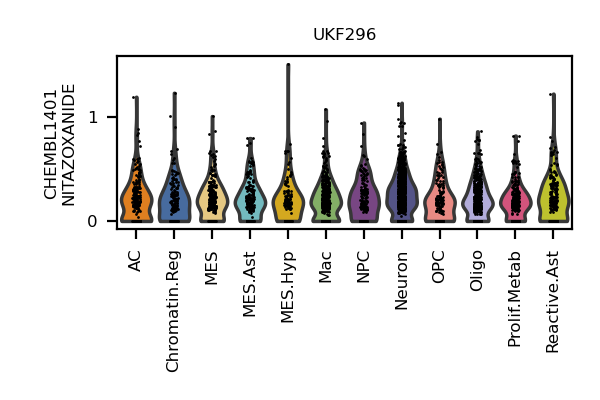 UKF296
CHEMBL1401
NITAZOXANIDE
1
0
AC
Chromatin.Reg
MES
MES.Ast
MES.Hyp
Mac
NPC
Neuron
OPC
Oligo
Prolif.Metab
Reactive.Ast